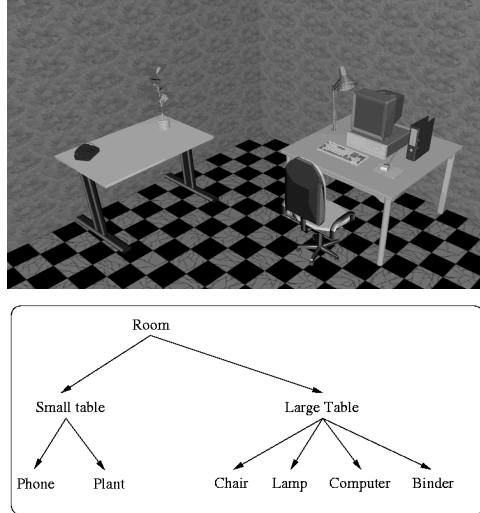 Room
Small table Large Table
Phone Plant Chair Lamp Computer Binder